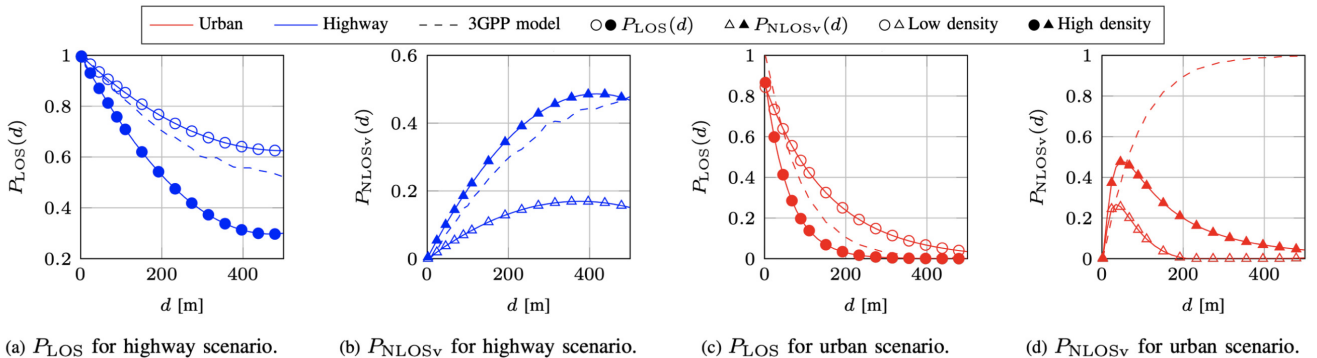 Urban Highway 3GPP model P_LOS(d) P_NLOSv(d) Low density High density
1
0.8
0.6
0.4
0.2
0 200 400
P_LOS(d)
d [m]
(a) P_LOS for highway scenario.
0.6
0.4
0.2
0
0 200 400
P_NLOSv(d)
d [m]
(b) P_NLOSv for highway scenario.
1
0.8
0.6
0.4
0.2
0
0 200 400
P_LOS(d)
d [m]
(c) P_LOS for urban scenario.
1
0.8
0.6
0.4
0.2
0
0 200 400
P_NLOSv(d)
d [m]
(d) P_NLOSv for urban scenario.